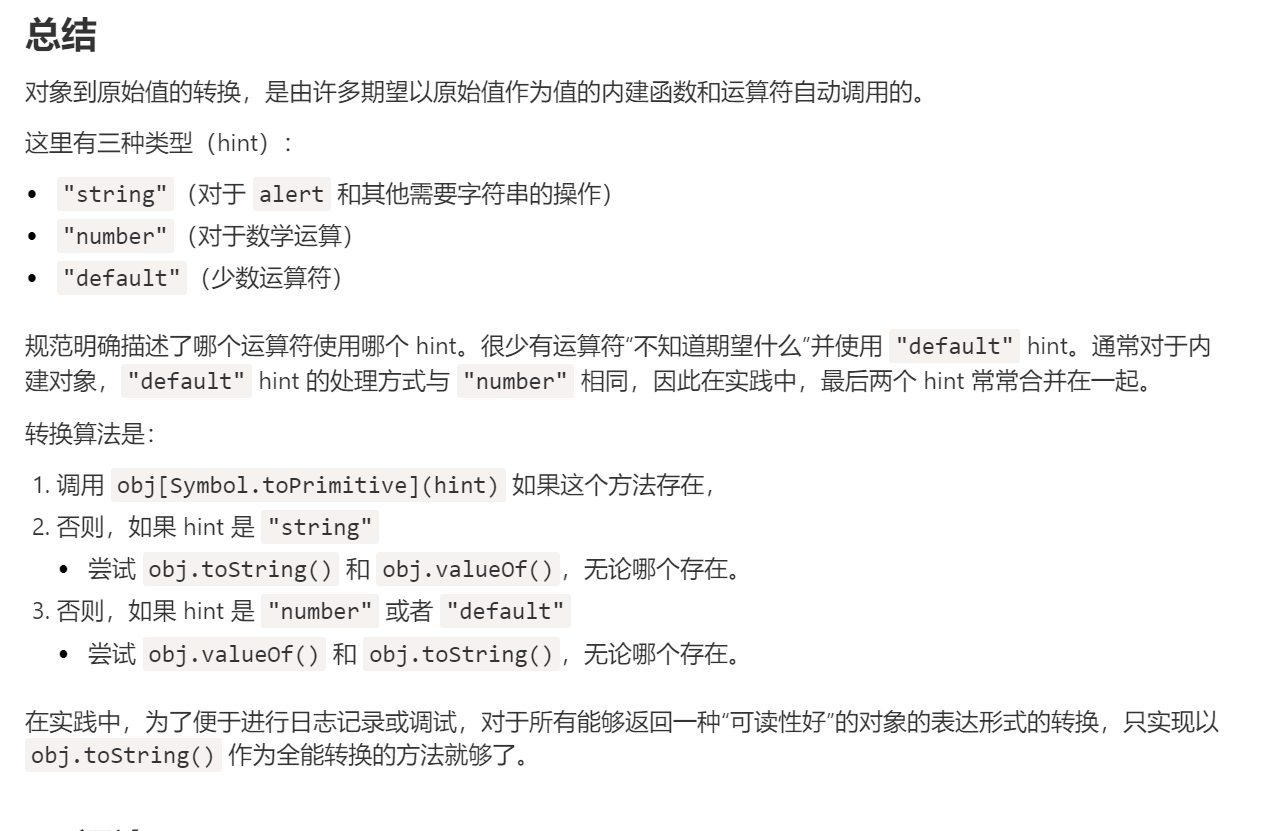 总结
对象到原始值的转换，是由许多期望以原始值作为值的内建函数和运算符自动调用的。
这里有三种类型（hint）：
"string"（对于 alert 和其他需要字符串的操作）
"number"（对于数学运算）
"default"（少数运算符）
规范明确描述了哪个运算符使用哪个 hint。很少有运算符“不知道期望什么”并使用 "default" hint。通常对于内
建对象，"default" hint 的处理方式与 "number" 相同，因此在实践中，最后两个 hint 常常合并在一起。
转换算法是：
1. 调用 obj[Symbol.toPrimitive](hint) 如果这个方法存在，
2. 否则，如果 hint 是 "string"
尝试 obj.toString() 和 obj.valueOf()，无论哪个存在。
3. 否则，如果 hint 是 "number" 或者 "default"
尝试 obj.valueOf() 和 obj.toString()，无论哪个存在。
在实践中，为了便于进行日志记录或调试，对于所有能够返回一种“可读性好”的对象的表达形式的转换，只实现以
obj.toString() 作为全能转换的方法就够了。